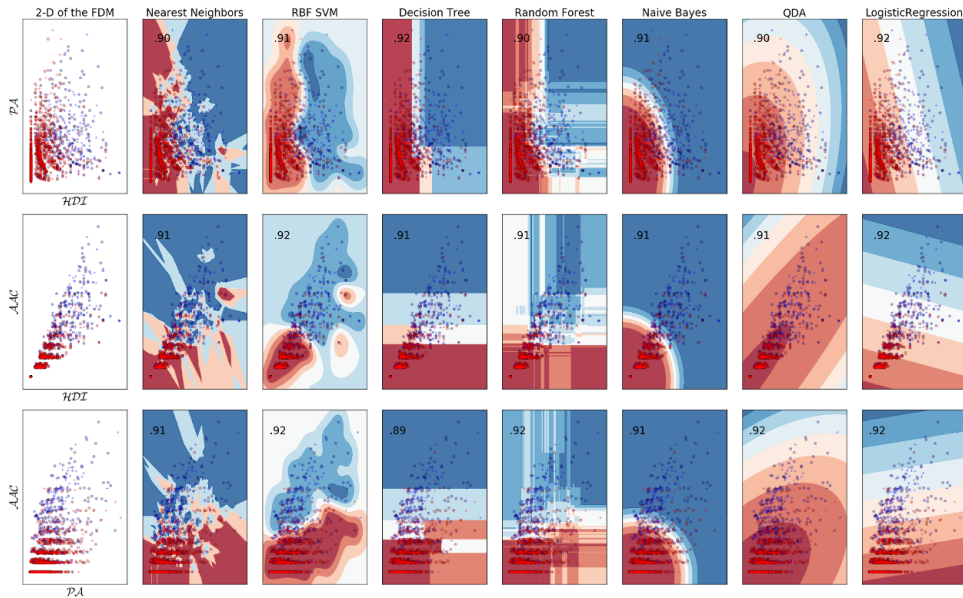 2-D of the FDM Nearest Neighbors RBF SVM Decision Tree Random Forest Naive Bayes QDA LogisticRegression
.90 .91 .92 .90 .91 .90 .92
PA
HDI
.91 .92 .91 .91 .91 .91 .92
AAC
HDI
.91 .92 .89 .92 .91 .92 .92
AAC
PA